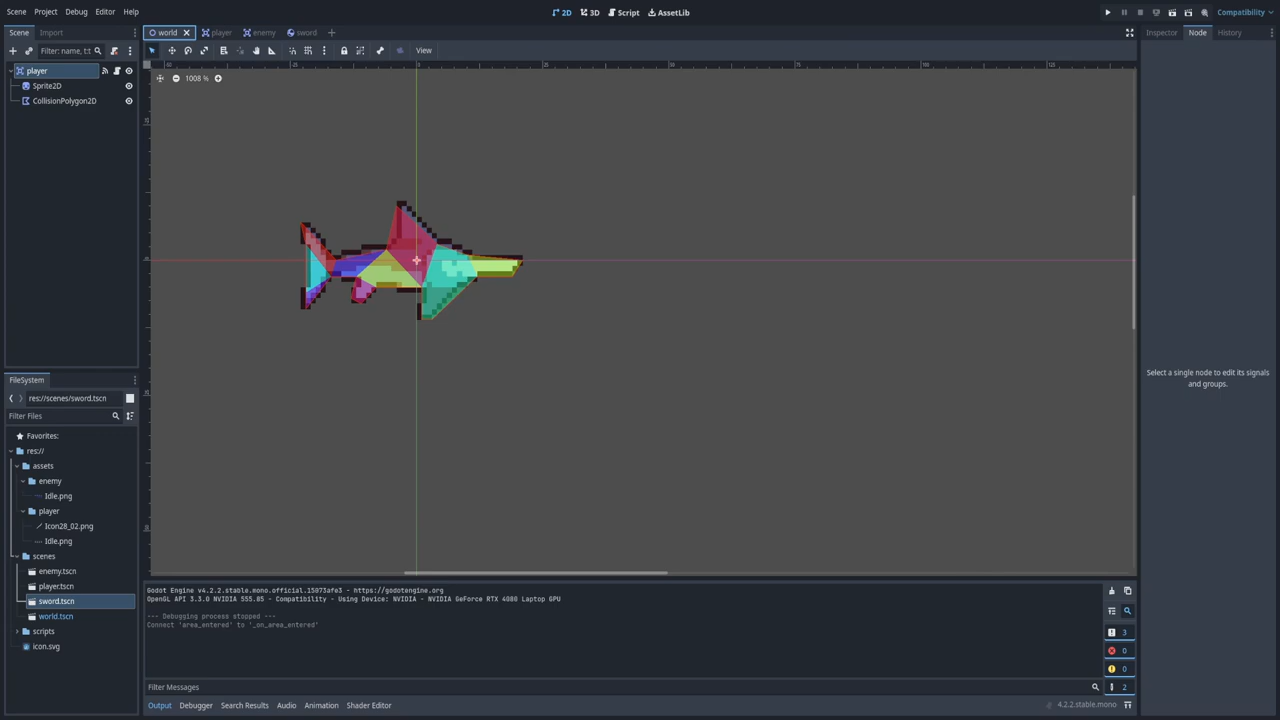 Scene Project Debug Editor Help
2D 3D Script AssetLib
Compatibility
Scene Import
world player enemy sword
Inspector Node History
Filter: name, t:t
View
player
Sprite2D
CollisionPolygon2D
1008 %
FileSystem
res://scenes/sword.tscn
Filter Files
Favorites:
res://
assets
enemy
Idle.png
player
Icon28_02.png
Idle.png
scenes
enemy.tscn
player.tscn
sword.tscn
world.tscn
scripts
icon.svg
Select a single node to edit its signals
and groups.
Godot Engine v4.2.2.stable.mono.official.15073afe3 - https://godotengine.org
OpenGL API 3.3.0 NVIDIA 555.85 - Compatibility - Using Device: NVIDIA - NVIDIA GeForce RTX 4080 Laptop GPU
--- Debugging process stopped ---
Connect 'area_entered' to '_on_area_entered'
3
0
0
2
Filter Messages
Output Debugger Search Results Audio Animation Shader Editor
4.2.2.stable.mono